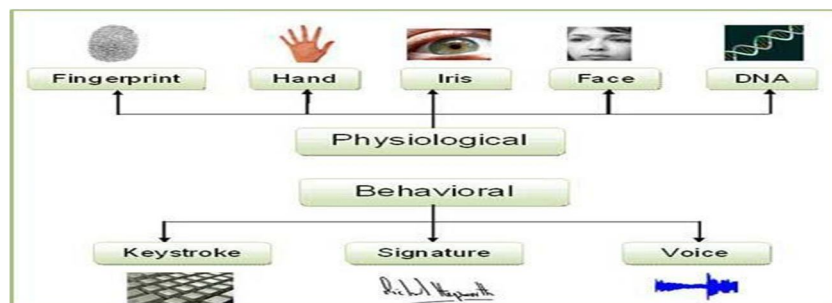 Fingerprint Hand Iris Face DNA
Physiological
Behavioral
Keystroke Signature Voice